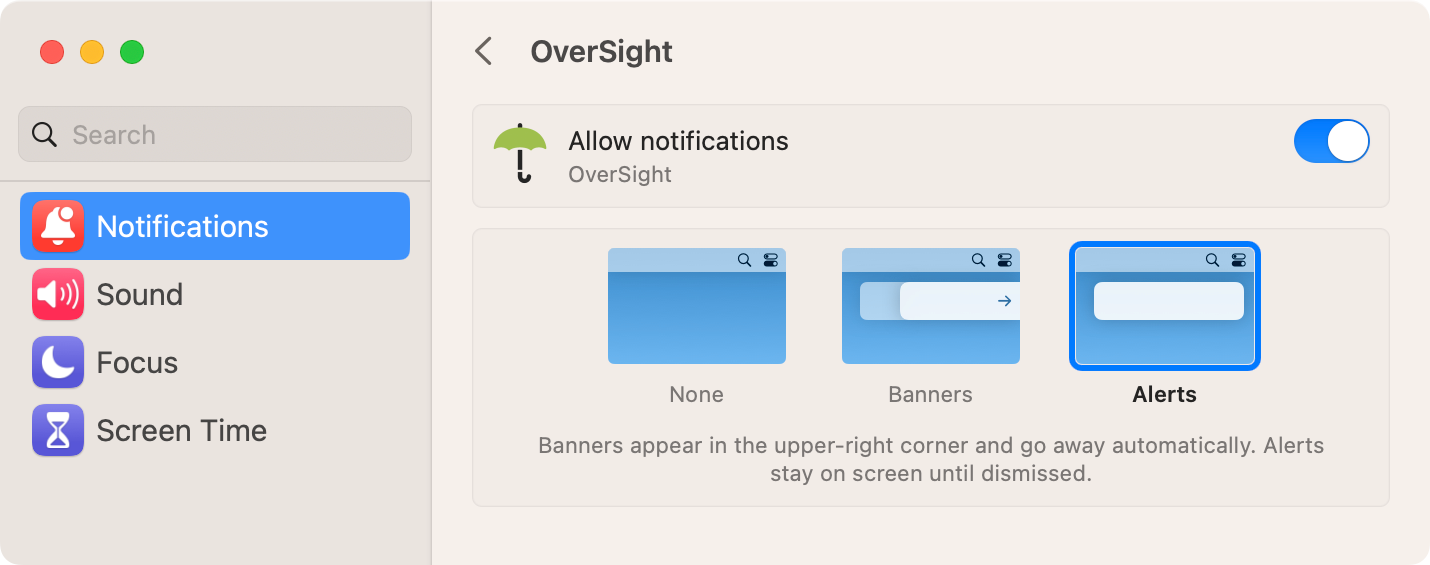 Search
Notifications
Sound
Focus
Screen Time
OverSight
Allow notifications
OverSight
None
Banners
Alerts
Banners appear in the upper-right corner and go away automatically. Alerts
stay on screen until dismissed.